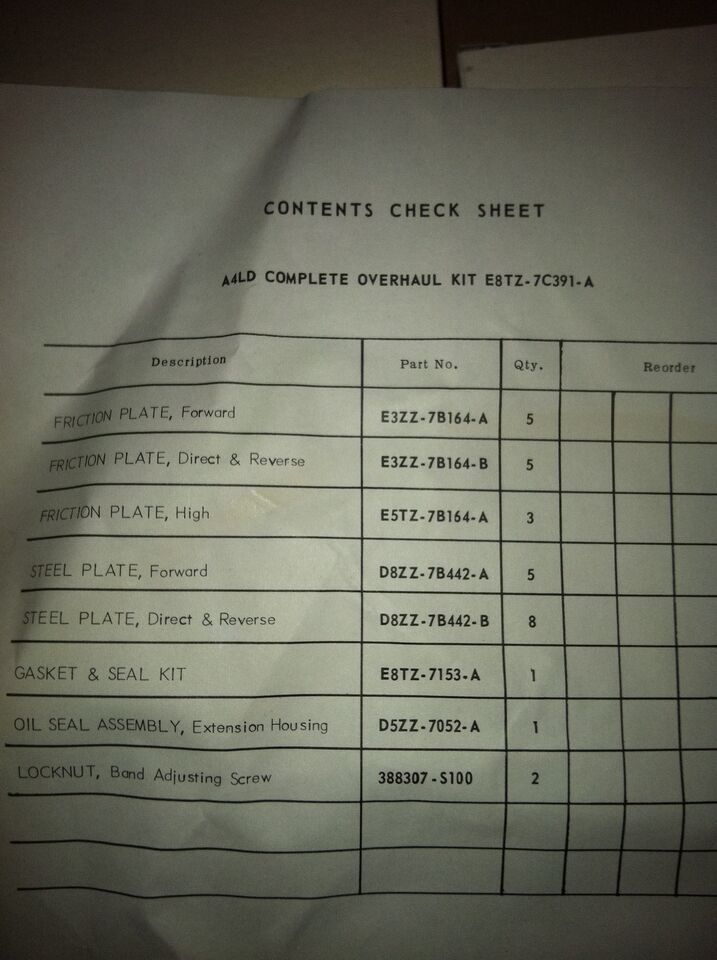 CONTENTS CHECK SHEET
A4LD COMPLETE OVERHAUL KIT E8TZ-7C391-A
Description Part No. Qty. Reorder
FRICTION PLATE, Forward E3ZZ-7B164-A 5
FRICTION PLATE, Direct & Reverse E3ZZ-7B164-B 5
FRICTION PLATE, High E5TZ-7B164-A 3
STEEL PLATE, Forward D8ZZ-7B442-A 5
STEEL PLATE, Direct & Reverse D8ZZ-7B442-B 8
GASKET & SEAL KIT E8TZ-7153-A 1
OIL SEAL ASSEMBLY, Extension Housing D5ZZ-7052-A 1
LOCKNUT, Band Adjusting Screw 388307-S100 2